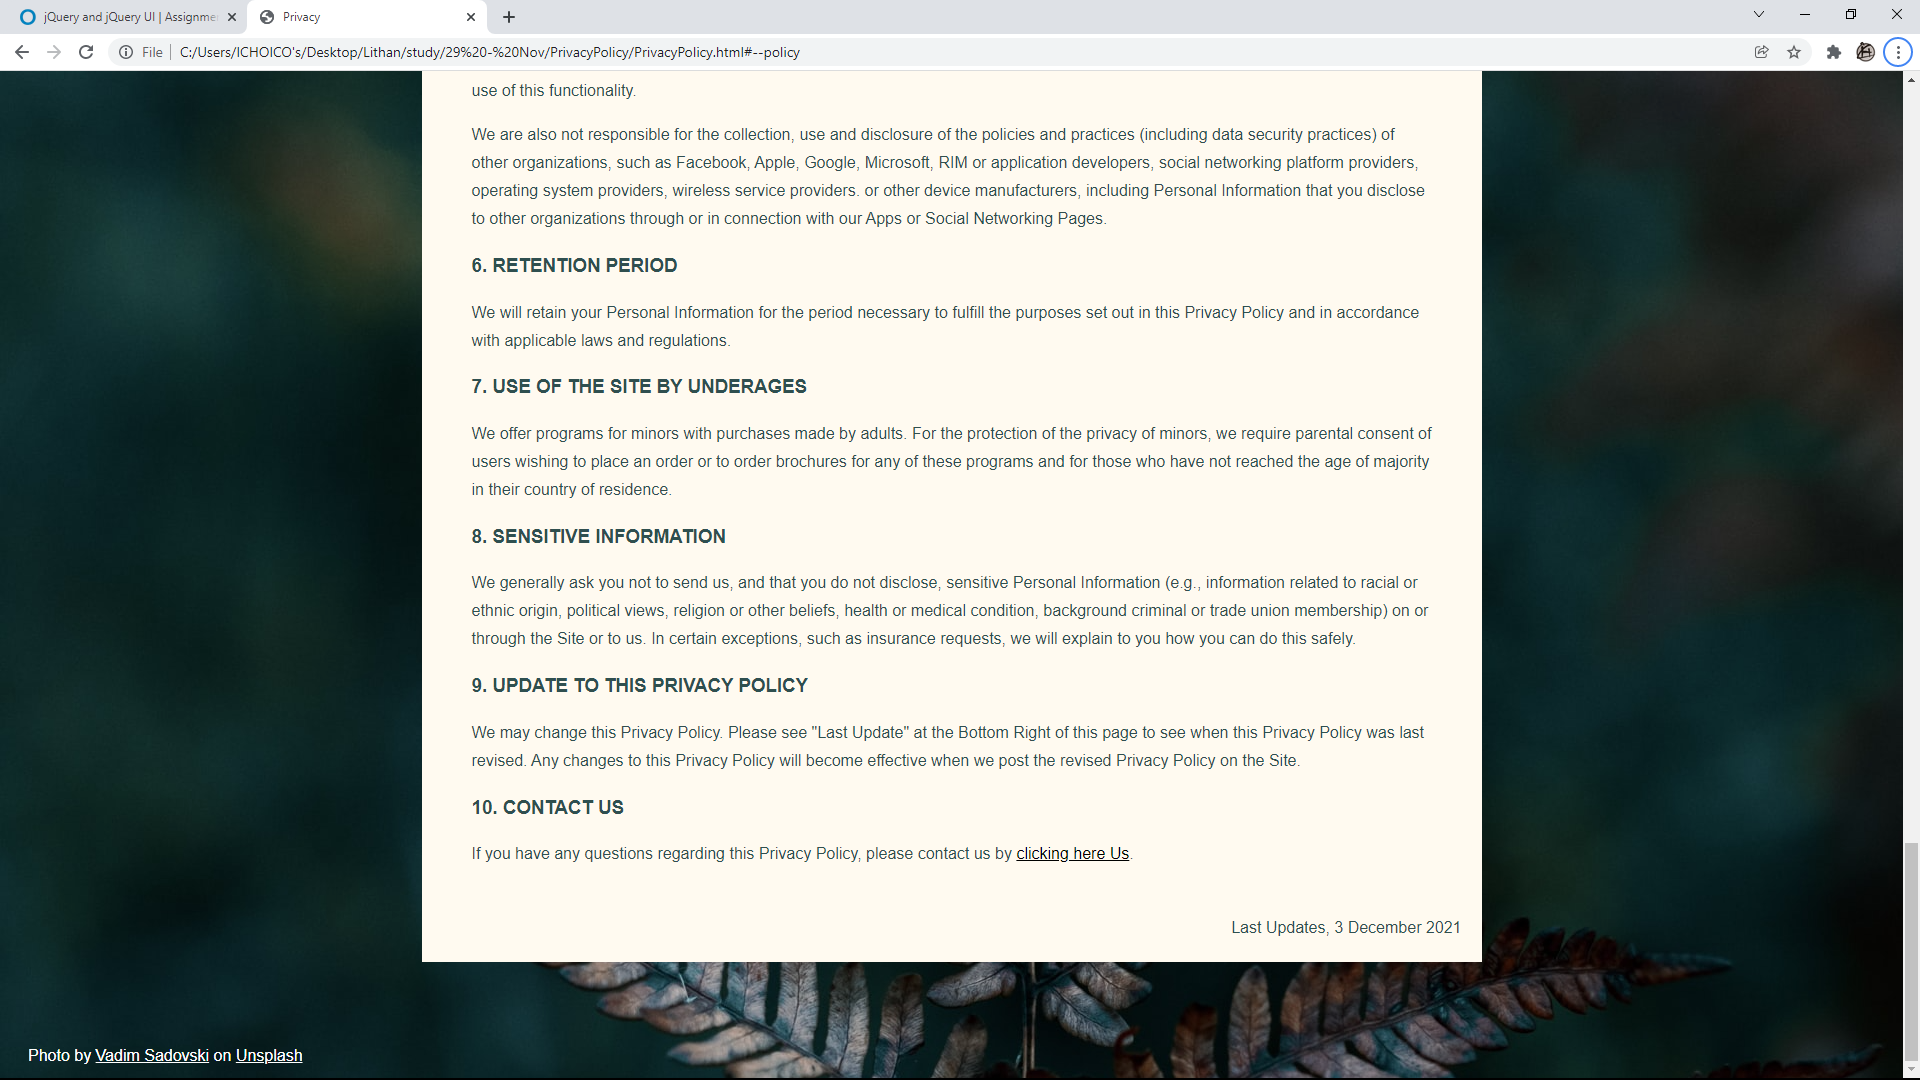 jQuery and jQuery UI | Assignme
Privacy
File
C:/Users/ICHOICO's/Desktop/Lithan/study/29%20-%20Nov/PrivacyPolicy/PrivacyPolicy.html#--policy
use of this functionality.
We are also not responsible for the collection, use and disclosure of the policies and practices (including data security practices) of
other organizations, such as Facebook, Apple, Google, Microsoft, RIM or application developers, social networking platform providers,
operating system providers, wireless service providers. or other device manufacturers, including Personal Information that you disclose
to other organizations through or in connection with our Apps or Social Networking Pages.
6. RETENTION PERIOD
We will retain your Personal Information for the period necessary to fulfill the purposes set out in this Privacy Policy and in accordance
with applicable laws and regulations.
7. USE OF THE SITE BY UNDERAGES
We offer programs for minors with purchases made by adults. For the protection of the privacy of minors, we require parental consent of
users wishing to place an order or to order brochures for any of these programs and for those who have not reached the age of majority
in their country of residence.
8. SENSITIVE INFORMATION
We generally ask you not to send us, and that you do not disclose, sensitive Personal Information (e.g., information related to racial or
ethnic origin, political views, religion or other beliefs, health or medical condition, background criminal or trade union membership) on or
through the Site or to us. In certain exceptions, such as insurance requests, we will explain to you how you can do this safely.
9. UPDATE TO THIS PRIVACY POLICY
We may change this Privacy Policy. Please see "Last Update" at the Bottom Right of this page to see when this Privacy Policy was last
revised. Any changes to this Privacy Policy will become effective when we post the revised Privacy Policy on the Site.
10. CONTACT US
If you have any questions regarding this Privacy Policy, please contact us by clicking here Us.
Last Updates, 3 December 2021
Photo by Vadim Sadovski on Unsplash